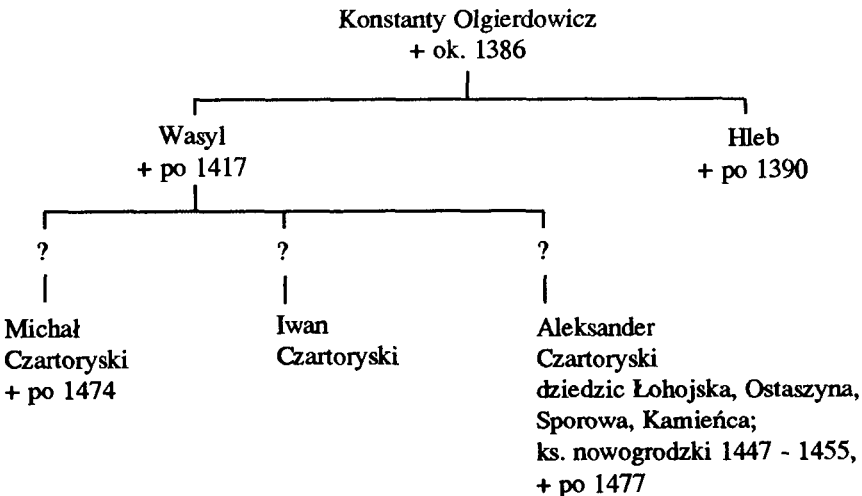 Konstanty Olgierdowicz
+ ok. 1386
Wasyl
+ po 1417
Hleb
+ po 1390
?
?
?
Michał
Czartoryski
+ po 1474
Iwan
Czartoryski
Aleksander
Czartoryski
dziedzic Łohojska, Ostaszyna,
Sporowa, Kamieńca;
ks. nowogrodzki 1447 - 1455,
+ po 1477